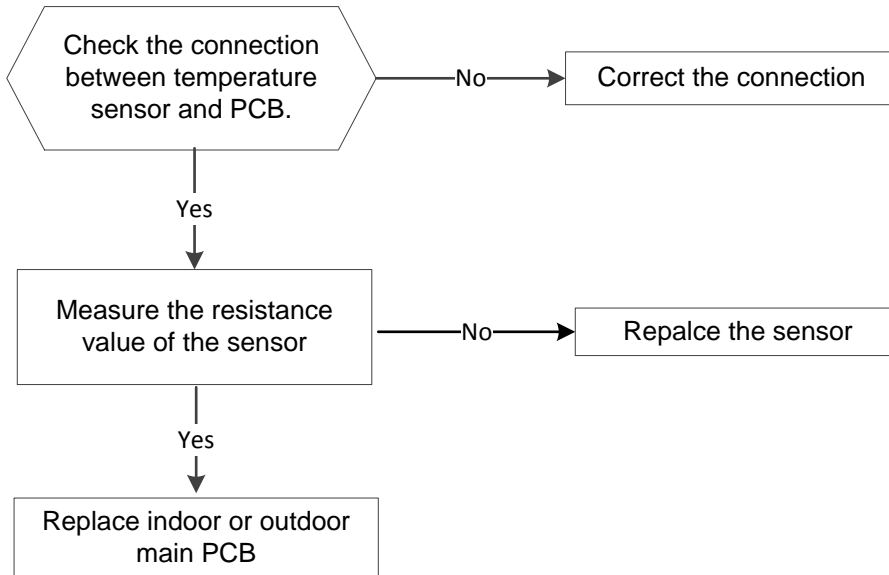 Check the connection
between temperature
sensor and PCB.
No
Correct the connection
Yes
Measure the resistance
value of the sensor
No
Repalce the sensor
Yes
Replace indoor or outdoor
main PCB